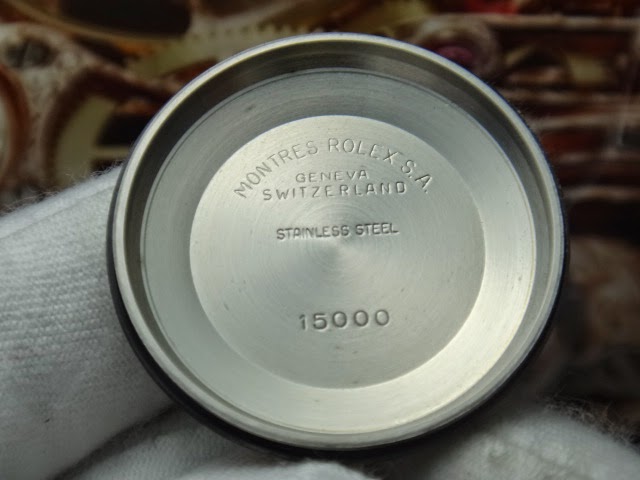 MONTRES ROLEX S.A.
GENEVA
SWITZERLAND
STAINLESS STEEL
15000